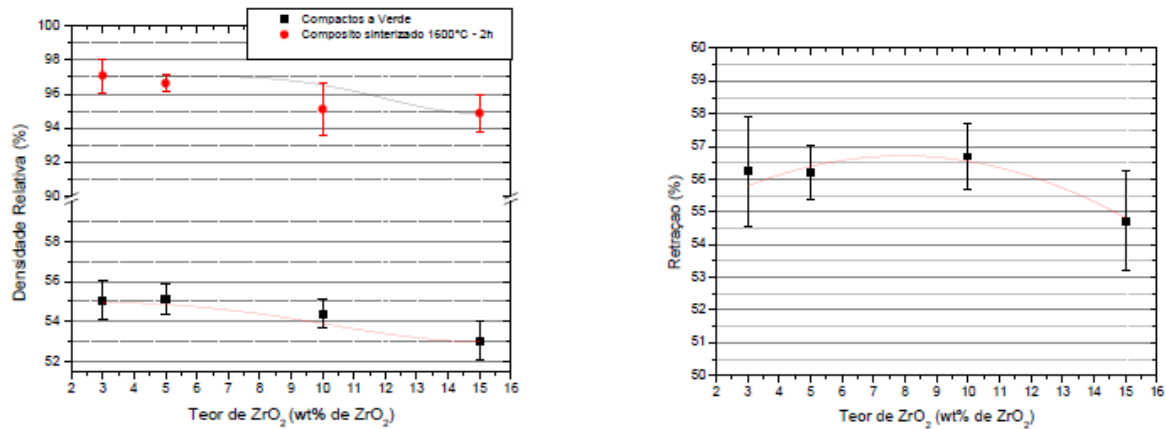 Compactos a Verde
Composito sinterizado 1600°C - 2h
Densidade Relativa (%)
100
98
96
94
92
90
58
56
54
52
2 3 4 5 6 7 8 9 10 11 12 13 14 15 16
Teor de ZrO₂ (wt% de ZrO₂)
Retraçao (%)
60
59
58
57
56
55
54
53
52
51
50
2 3 4 5 6 7 8 9 10 11 12 13 14 15 16
Teor de ZrO₂ (wt% de ZrO₂)